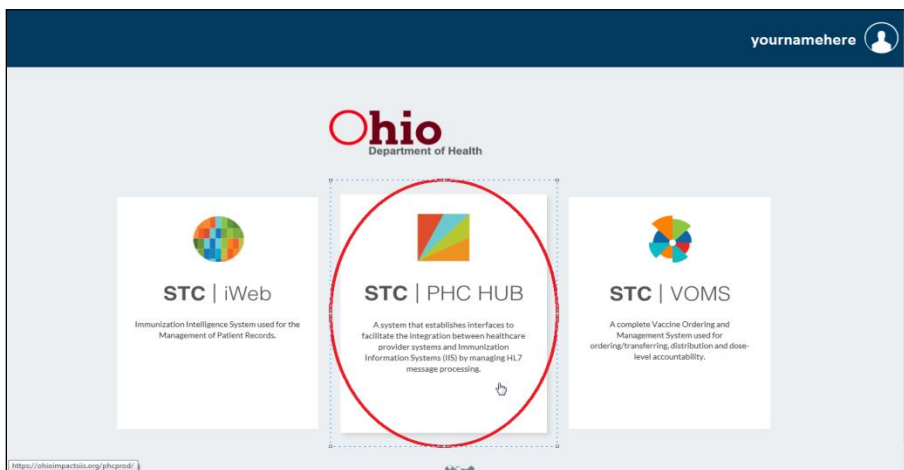 yournamehere
Ohio
Department of Health
STC | iWeb
Immunization Intelligence System used for the
Management of Patient Records.
STC | PHC HUB
A system that establishes interfaces to
facilitate the integration between healthcare
provider systems and Immunization
Information Systems (IIS) by managing HL7
message processing.
STC | VOMS
A complete Vaccine Ordering and
Management System used for
ordering/transferring, distribution and dose-
level accountability.
https://ohioimpactsiis.org/phcprod/